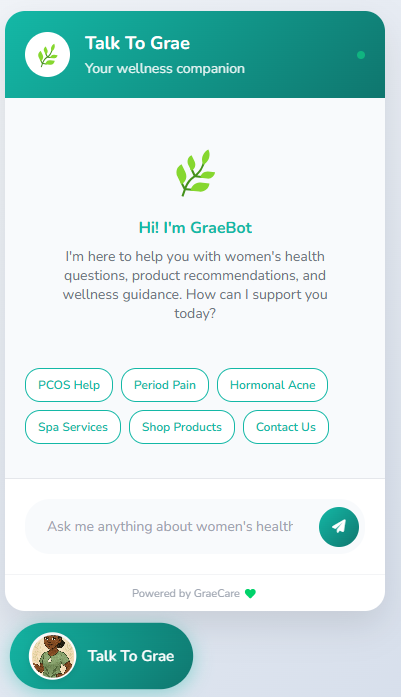 Talk To Grae
Your wellness companion
Hi! I'm GraeBot
I'm here to help you with women's health
questions, product recommendations, and
wellness guidance. How can I support you
today?
PCOS Help
Period Pain
Hormonal Acne
Spa Services
Shop Products
Contact Us
Ask me anything about women's health
Powered by GraeCare
Talk To Grae